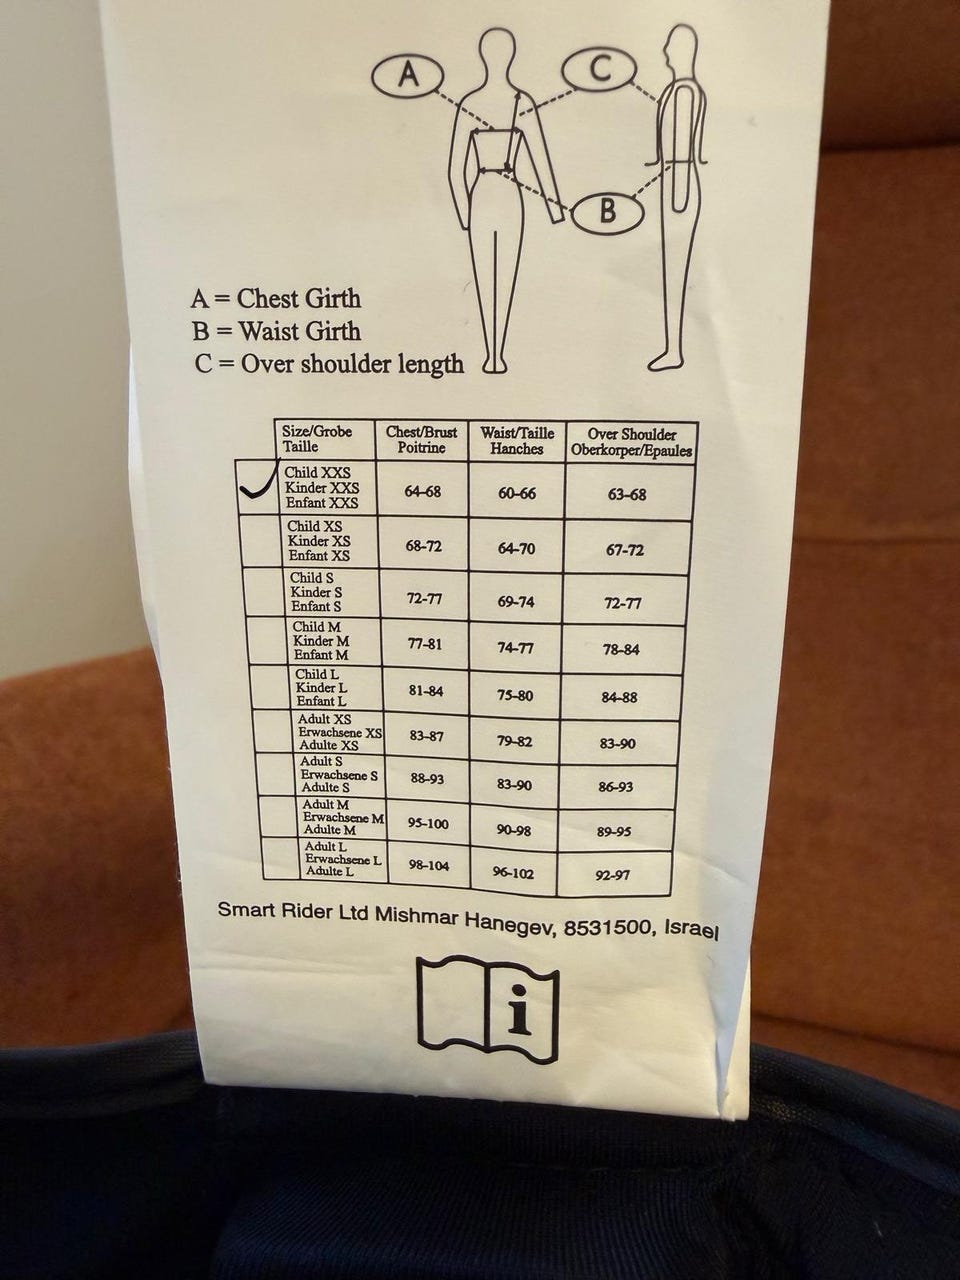 A
C
B
A = Chest Girth
B = Waist Girth
C = Over shoulder length
Size/Grobe Taille Chest/Brust Poitrine Waist/Taille Hanches Over Shoulder Oberkorper/Epaules
Child XXS Kinder XXS Enfant XXS 64-68 60-66 63-68
Child XS Kinder XS Enfant XS 68-72 64-70 67-72
Child S Kinder S Enfant S 72-77 69-74 72-77
Child M Kinder M Enfant M 77-81 74-77 78-84
Child L Kinder L Enfant L 81-84 75-80 84-88
Adult XS Erwachsene XS Adulte XS 83-87 79-82 83-90
Adult S Erwachsene S Adulte S 88-93 83-90 86-93
Adult M Erwachsene M Adulte M 95-100 90-98 89-95
Adult L Erwachsene L Adulte L 98-104 96-102 92-97
Smart Rider Ltd Mishmar Hanegev, 8531500, Israel
i